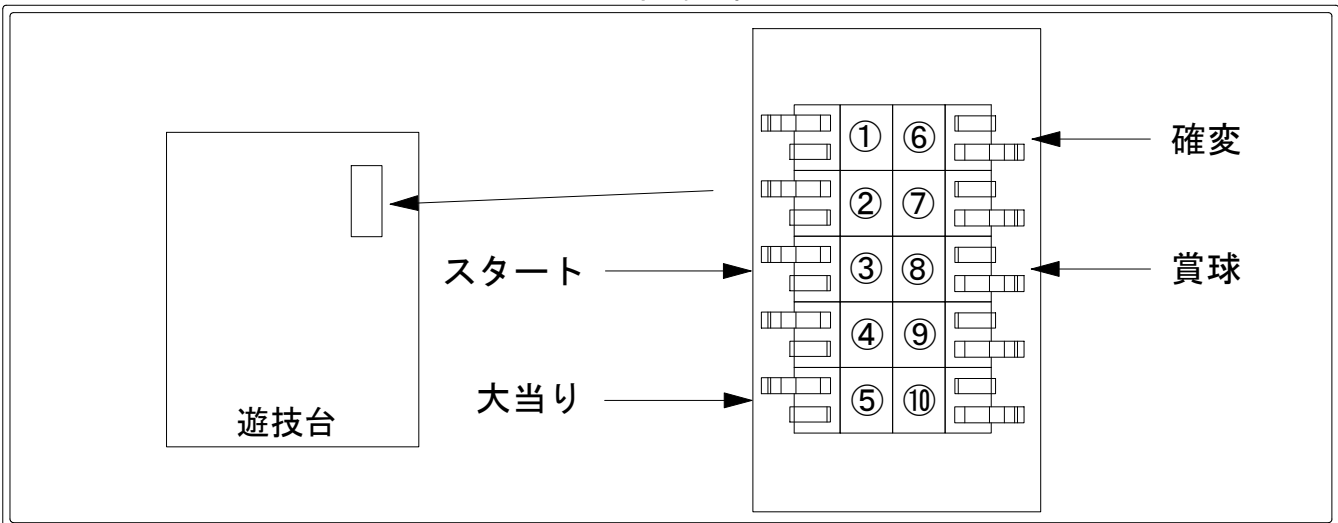 ① ⑥ 確変
② ⑦
スタート ③ ⑧ 賞球
④ ⑨
大当り ⑤ ⑩
遊技台